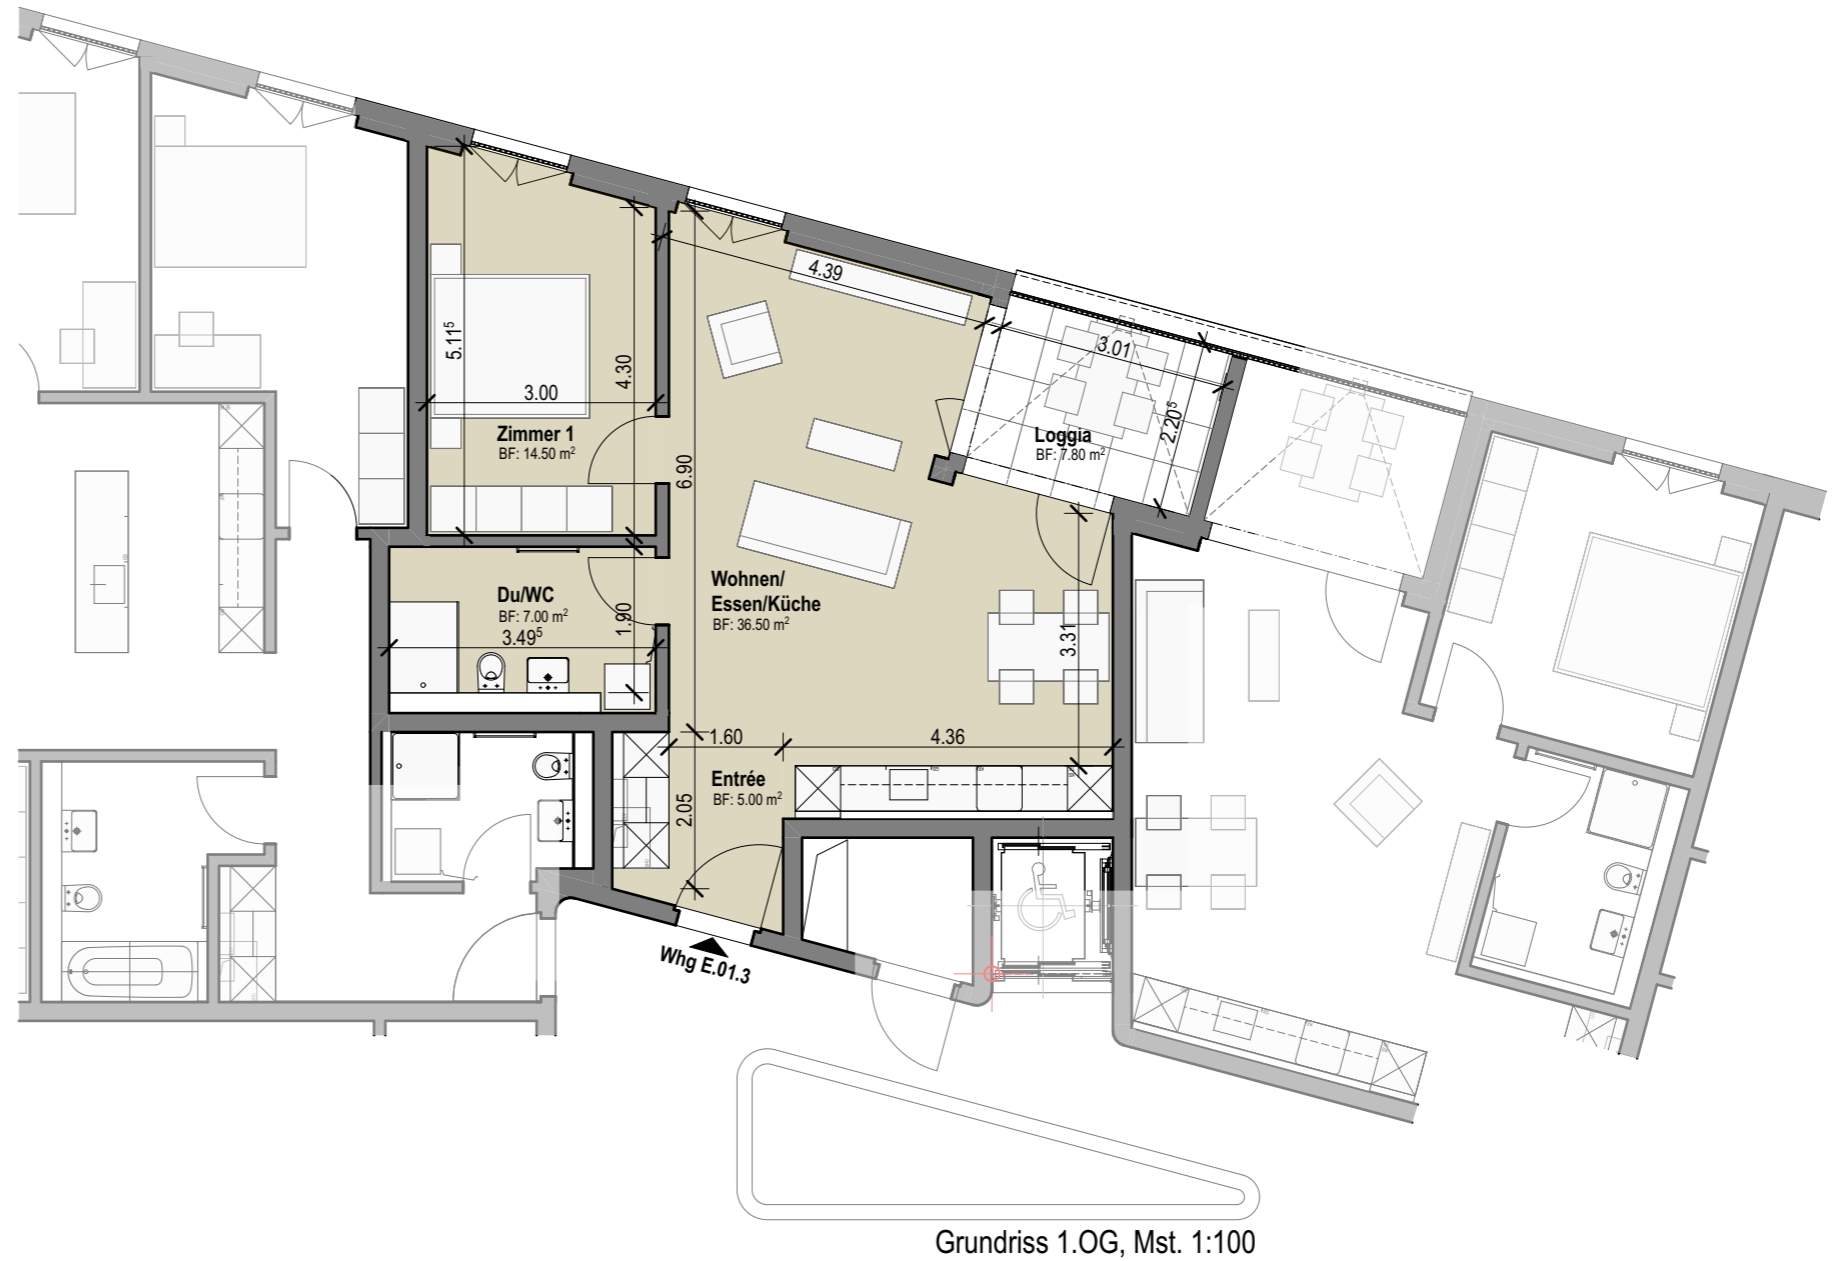 4.39
3.01
5.11⁵
4.30
3.00
2.20⁵
Zimmer 1
BF: 14.50 m²
Loggia
BF: 7.80 m²
6.90
Wohnen/
Essen/Küche
BF: 36.50 m²
Du/WC
BF: 7.00 m²
3.49⁵
1.90
3.31
1.60
4.36
Entrée
BF: 5.00 m²
2.05
Whg E.01.3
Grundriss 1.OG, Mst. 1:100